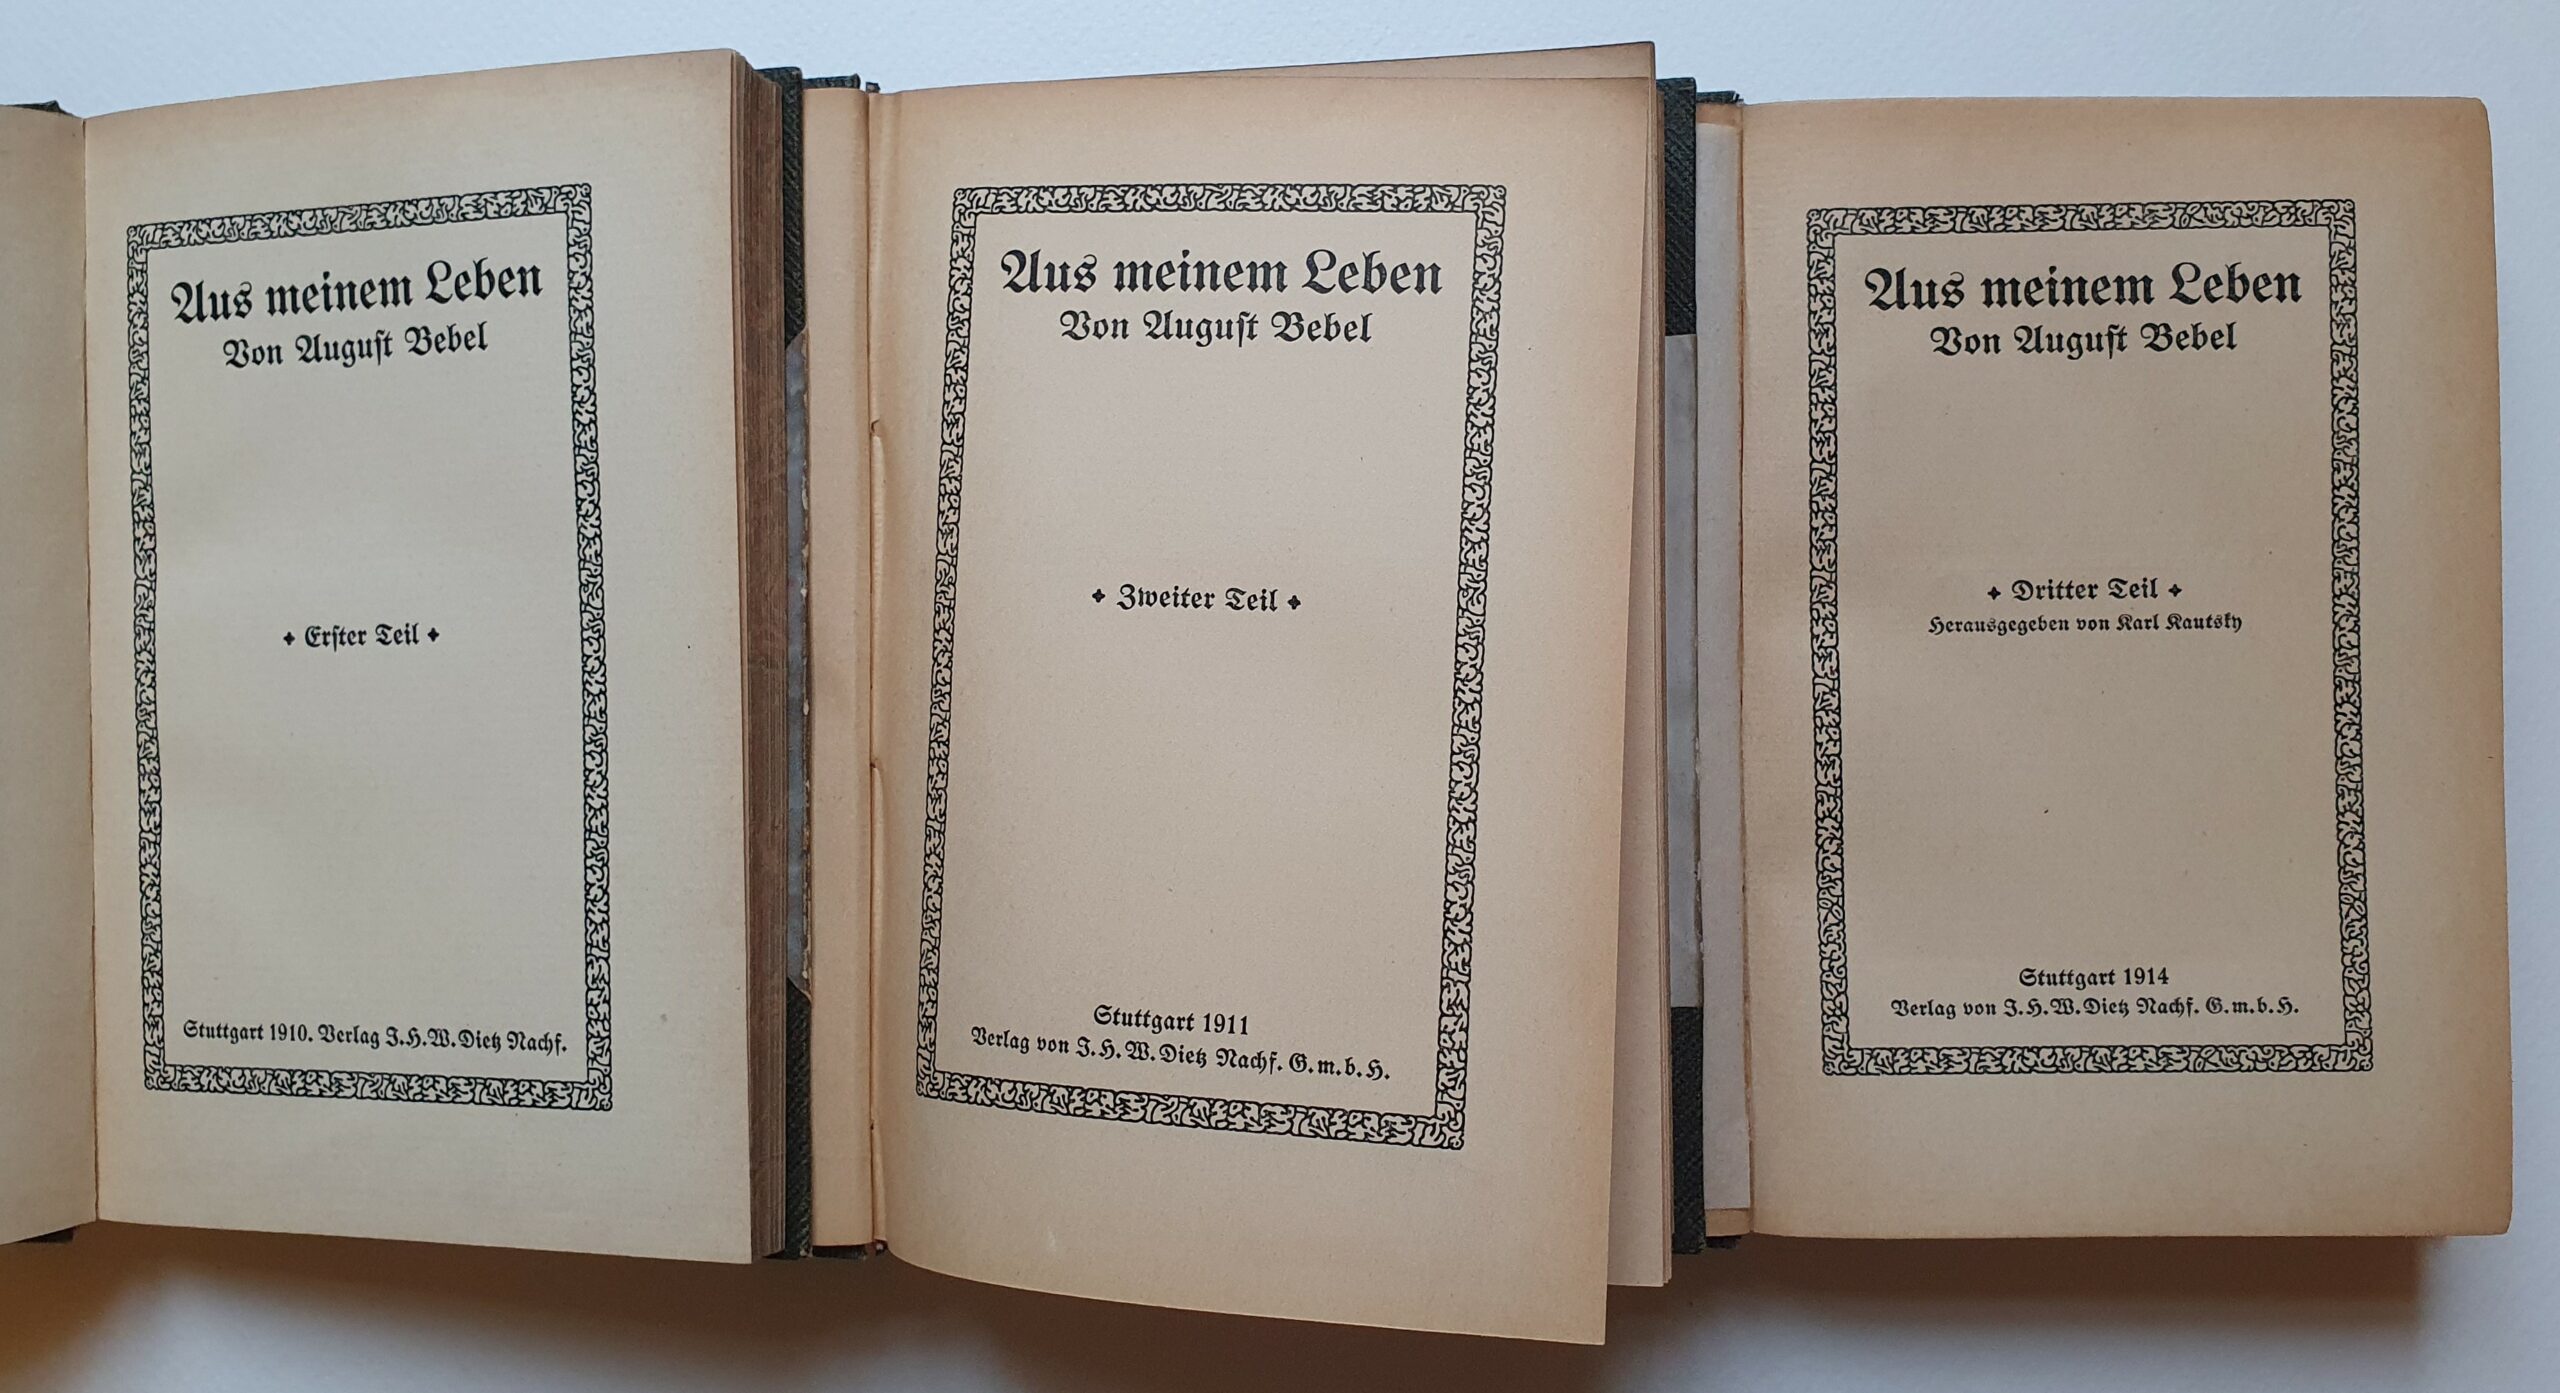 Aus meinem Leben
Von August Bebel
Erster Teil
Stuttgart 1910. Verlag J.H.W. Dietz Nachf.
Aus meinem Leben
Von August Bebel
Zweiter Teil
Stuttgart 1911
Verlag von J.H.W. Dietz Nachf. G.m.b.H.
Aus meinem Leben
Von August Bebel
Dritter Teil
Herausgegeben von Karl Kautsky
Stuttgart 1914
Verlag von J.H.W. Dietz Nachf. G.m.b.H.